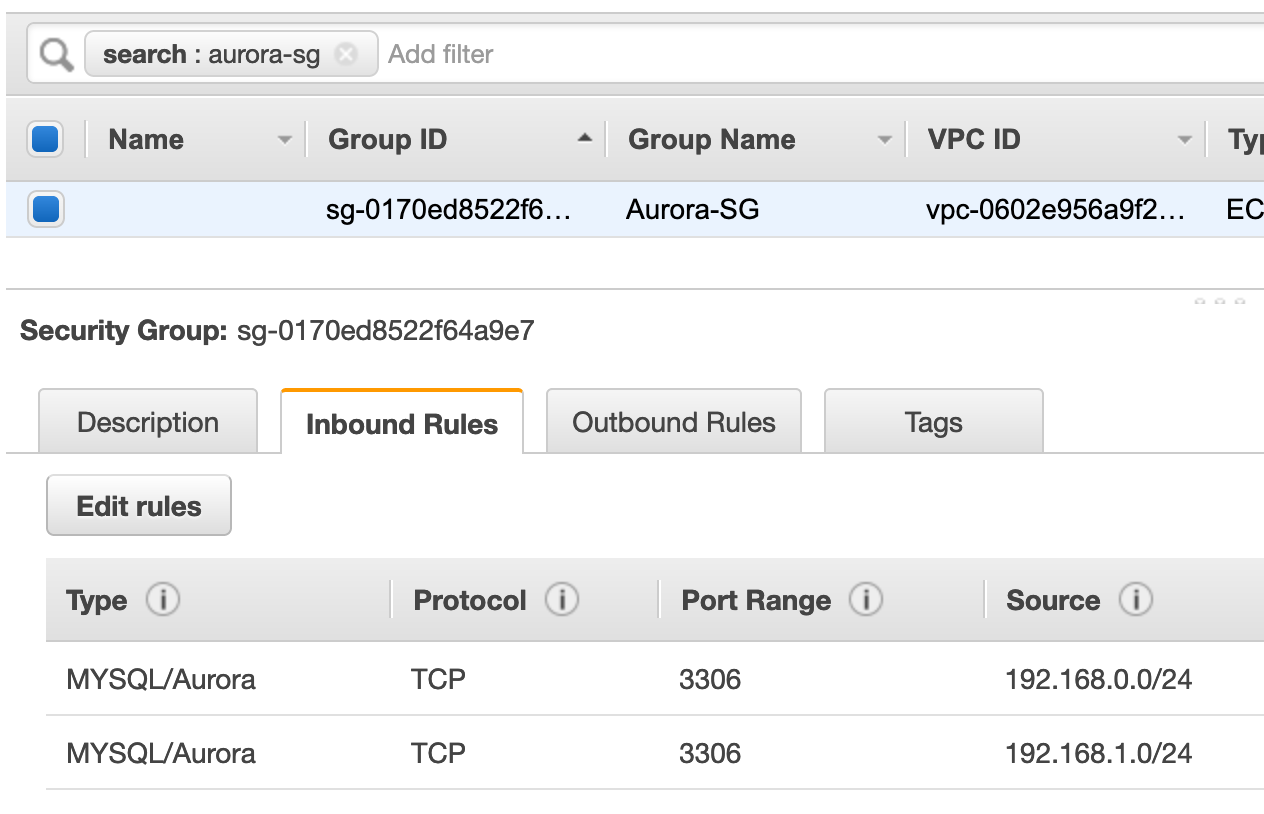 search : aurora-sg Add filter
Name Group ID Group Name VPC ID
sg-0170ed8522f6… Aurora-SG vpc-0602e956a9f2… EC
Security Group: sg-0170ed8522f64a9e7
Description Inbound Rules Outbound Rules Tags
Edit rules
Type Protocol Port Range Source
MYSQL/Aurora TCP 3306 192.168.0.0/24
MYSQL/Aurora TCP 3306 192.168.1.0/24